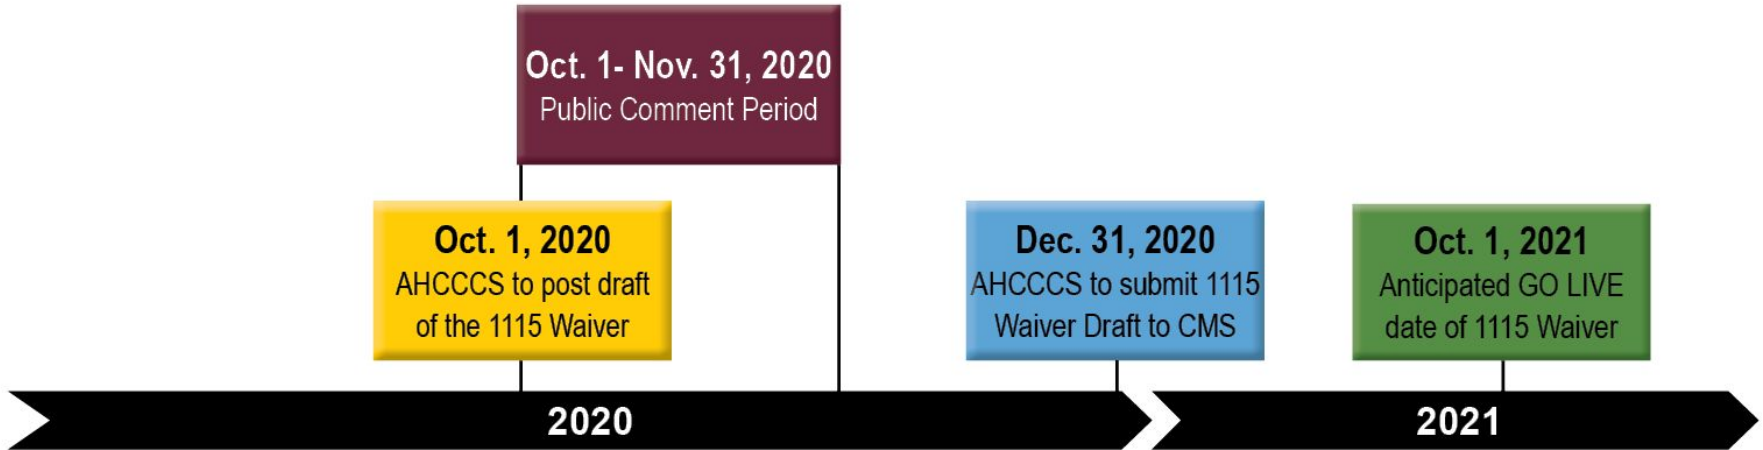 Oct. 1- Nov. 31, 2020
Public Comment Period
Oct. 1, 2020
AHCCCS to post draft
of the 1115 Waiver
Dec. 31, 2020
AHCCCS to submit 1115
Waiver Draft to CMS
Oct. 1, 2021
Anticipated GO LIVE
date of 1115 Waiver
2020
2021